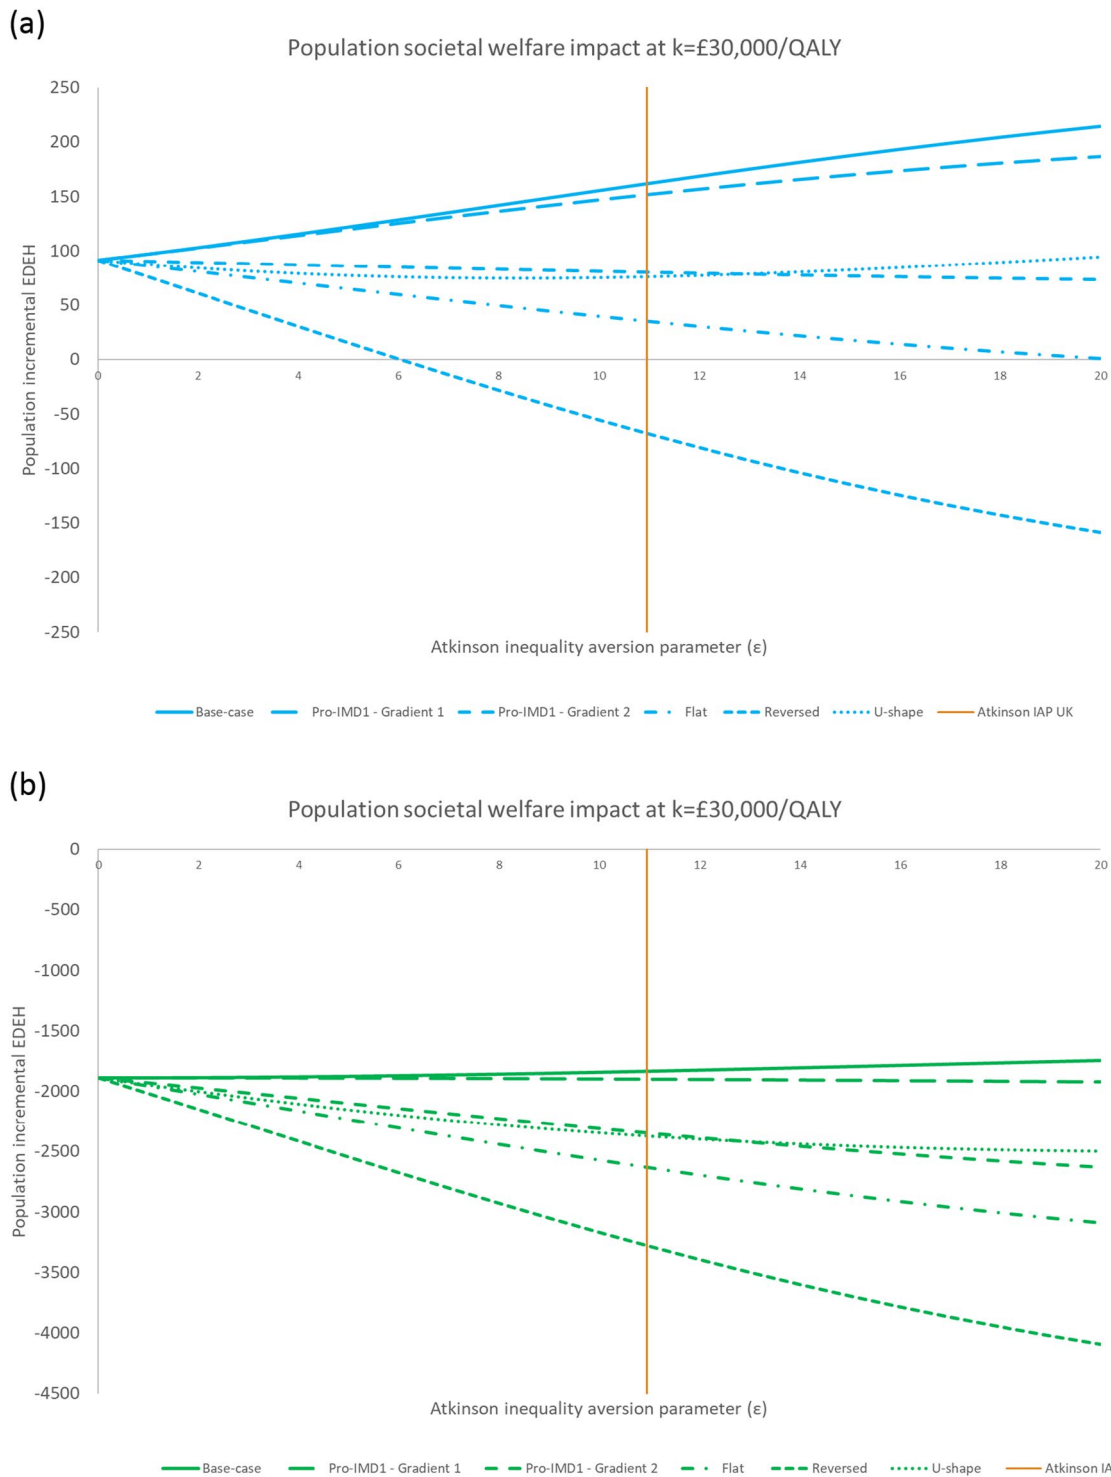 (a)
Population societal welfare impact at k=£30,000/QALY
250
200
150
100
50
0
-50
-100
-150
-200
-250
Population incremental EDEH
0 2 4 6 8 10 12 14 16 18 20
Atkinson inequality aversion parameter (ε)
Base-case Pro-IMD1 - Gradient 1 Pro-IMD1 - Gradient 2 Flat Reversed U-shape Atkinson IAP UK
(b)
Population societal welfare impact at k=£30,000/QALY
0
-500
-1000
-1500
-2000
-2500
-3000
-3500
-4000
-4500
Population incremental EDEH
0 2 4 6 8 10 12 14 16 18 20
Atkinson inequality aversion parameter (ε)
Base-case Pro-IMD1 - Gradient 1 Pro-IMD1 - Gradient 2 Flat Reversed U-shape Atkinson IA